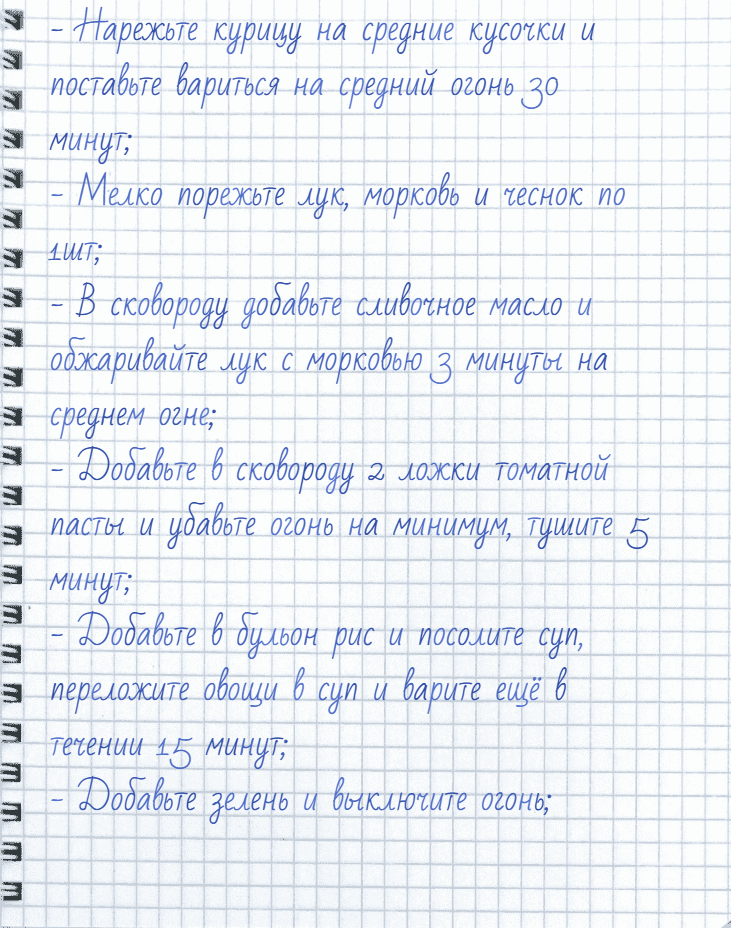 - Нарежьте курицу на средние кусочки и
поставьте вариться на средний огонь 30
минут;
- Мелко порежьте лук, морковь и чеснок по
1шт;
- В сковороду добавьте сливочное масло и
обжаривайте лук с морковью 3 минуты на
среднем огне;
- Добавьте в сковороду 2 ложки томатной
пасты и убавьте огонь на минимум, тушите 5
минут;
- Добавьте в бульон рис и посолите суп,
переложите овощи в суп и варите ещё в
течении 15 минут;
- Добавьте зелень и выключите огонь;